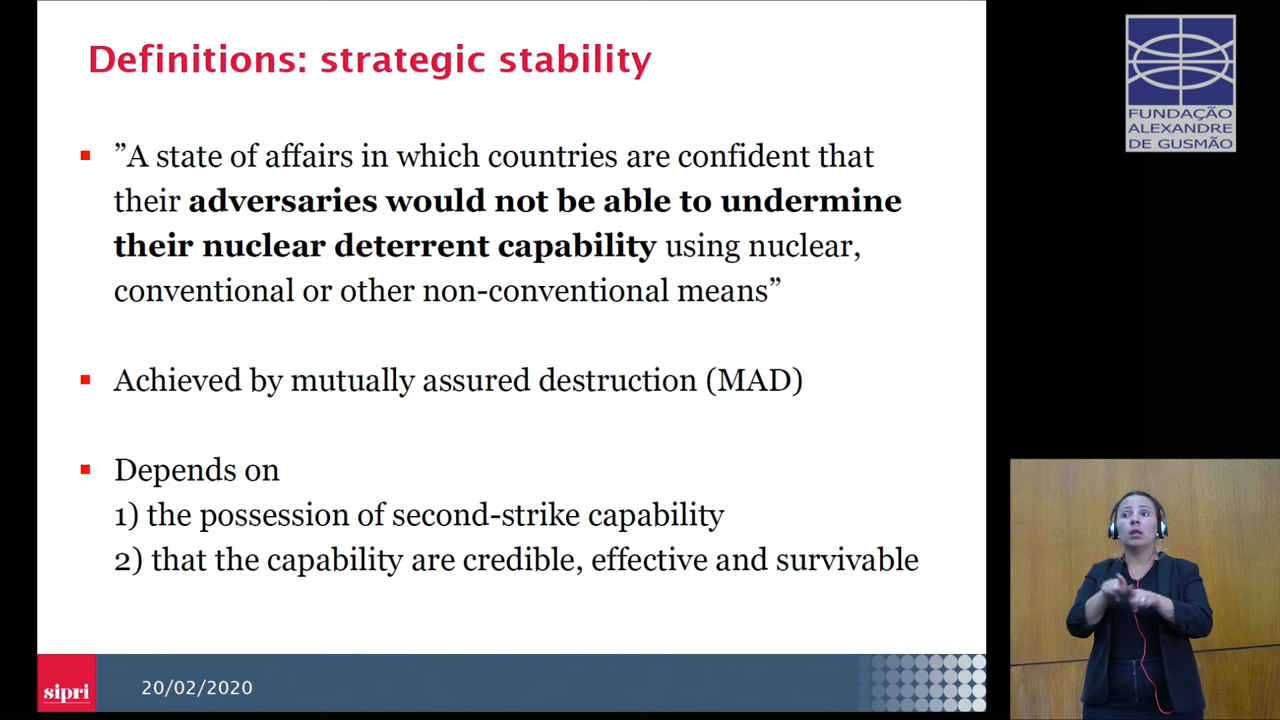 Definitions: strategic stability
”A state of affairs in which countries are confident that
their adversaries would not be able to undermine
their nuclear deterrent capability using nuclear,
conventional or other non-conventional means”
Achieved by mutually assured destruction (MAD)
Depends on
1) the possession of second-strike capability
2) that the capability are credible, effective and survivable
sipri
20/02/2020
FUNDAÇÃO
ALEXANDRE
DE GUSMÃO